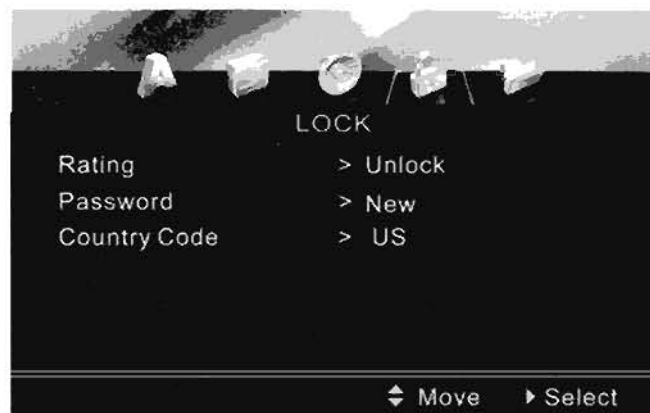 LOCK
Rating > Unlock
Password > New
Country Code > US
Move Select